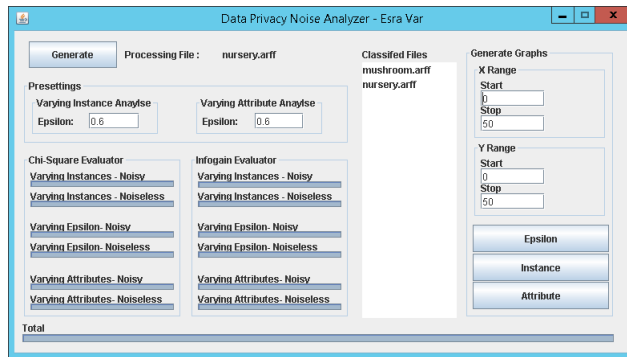 Data Privacy Noise Analyzer - Esra Var
Generate
Processing File :
nursery.arff
Presettings
Varying Instance Anaylse
Epsilon: 0.6
Varying Attribute Anaylse
Epsilon: 0.6
Chi-Square Evaluator
Varying Instances - Noisy
Varying Instances - Noiseless
Varying Epsilon- Noisy
Varying Epsilon- Noiseless
Varying Attributes- Noisy
Varying Attributes- Noiseless
Infogain Evaluator
Varying Instances - Noisy
Varying Instances - Noiseless
Varying Epsilon- Noisy
Varying Epsilon- Noiseless
Varying Attributes- Noisy
Varying Attributes- Noiseless
Classifed Files
mushroom.arff
nursery.arff
Generate Graphs
X Range
Start
0
Stop
50
Y Range
Start
0
Stop
50
Epsilon
Instance
Attribute
Total